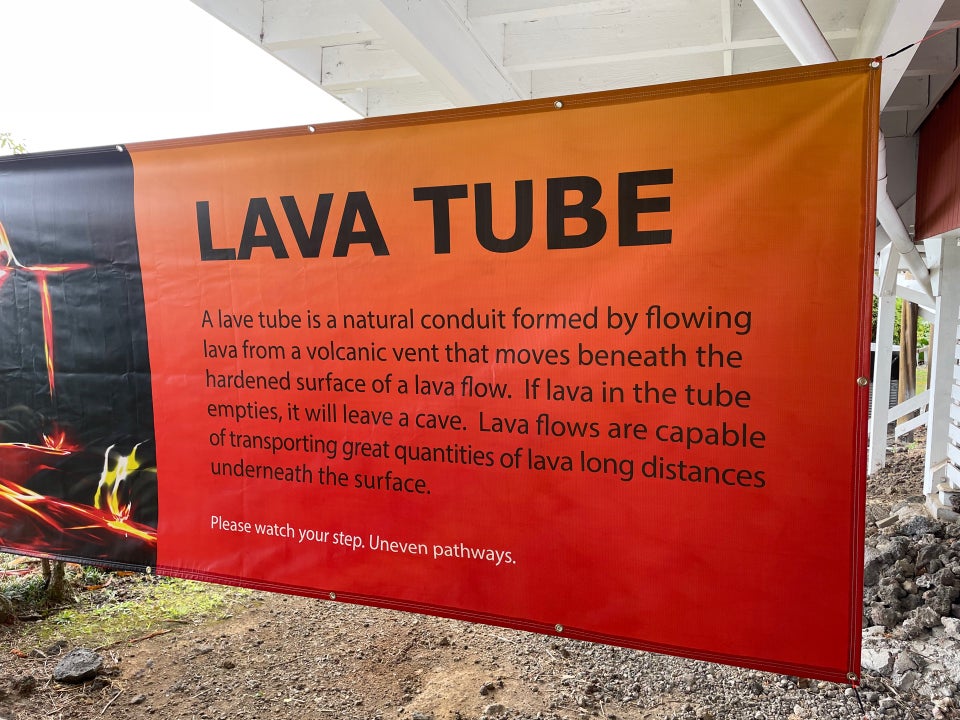 LAVA TUBE
A lave tube is a natural conduit formed by flowing
lava from a volcanic vent that moves beneath the
hardened surface of a lava flow.  If lava in the tube
empties, it will leave a cave.  Lava flows are capable
of transporting great quantities of lava long distances
underneath the surface.
Please watch your step. Uneven pathways.